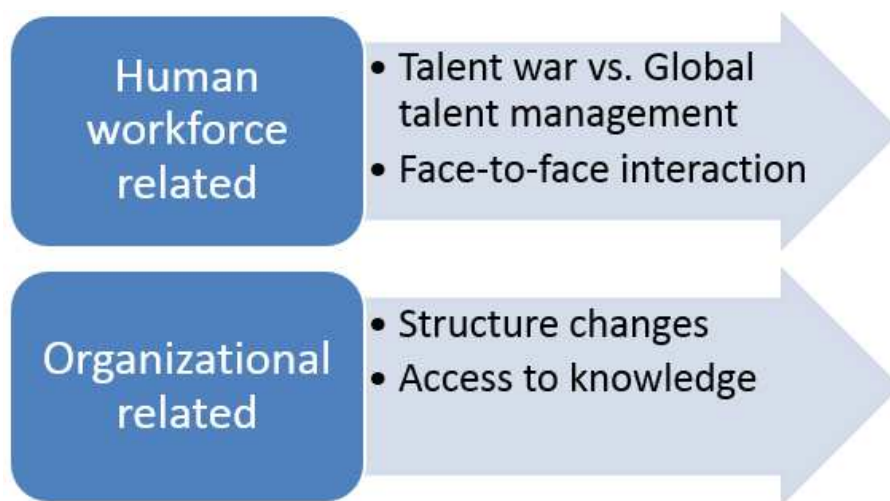 Human
workforce
related
• Talent war vs. Global
talent management
• Face-to-face interaction
Organizational
related
• Structure changes
• Access to knowledge